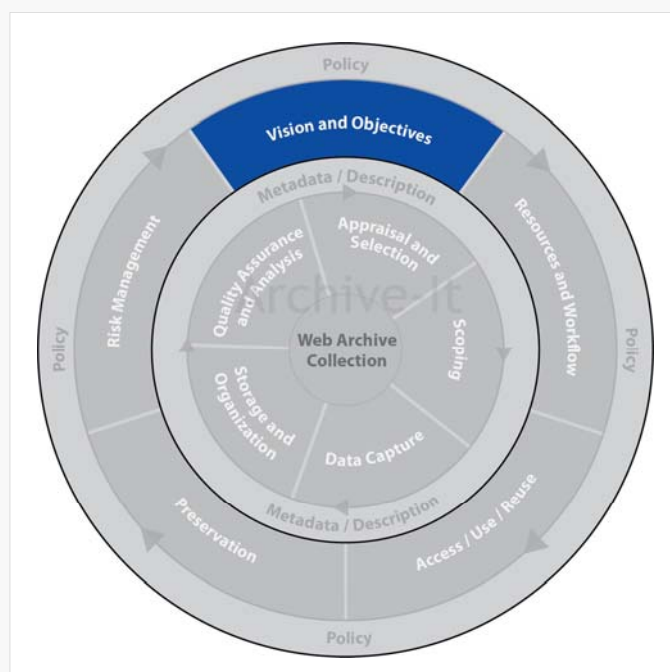 Policy
Vision and Objectives
Metadata / Description
Appraisal and
Selection
Quality Assurance
and Analysis
Risk Management
Resources and Workflow
Archive-It
Web Archive
Collection
Scoping
Policy
Policy
Storage and
Organization
Data Capture
Metadata / Description
Preservation
Access / Use / Reuse
Policy